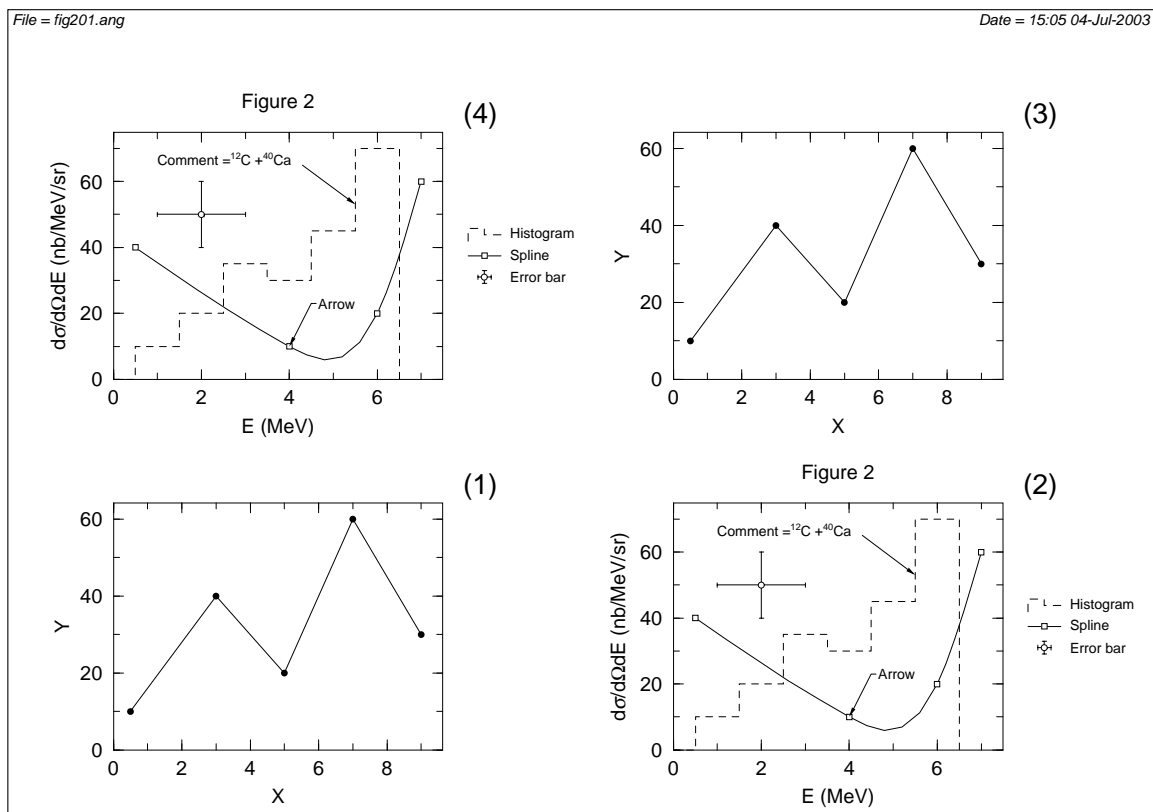 File = fig201.ang
Date = 15:05 04-Jul-2003
Figure 2
(4)
Comment =¹²C +⁴⁰Ca
Arrow
dσ/dΩdE (nb/MeV/sr)
0
20
40
60
0 2 4 6
E (MeV)
Histogram
Spline
Error bar
(3)
Y
0
20
40
60
0 2 4 6 8
X
(1)
Y
60
40
20
0
0 2 4 6 8
X
Figure 2
(2)
Comment =¹²C +⁴⁰Ca
Arrow
dσ/dΩdE (nb/MeV/sr)
60
40
20
0
0 2 4 6
E (MeV)
Histogram
Spline
Error bar